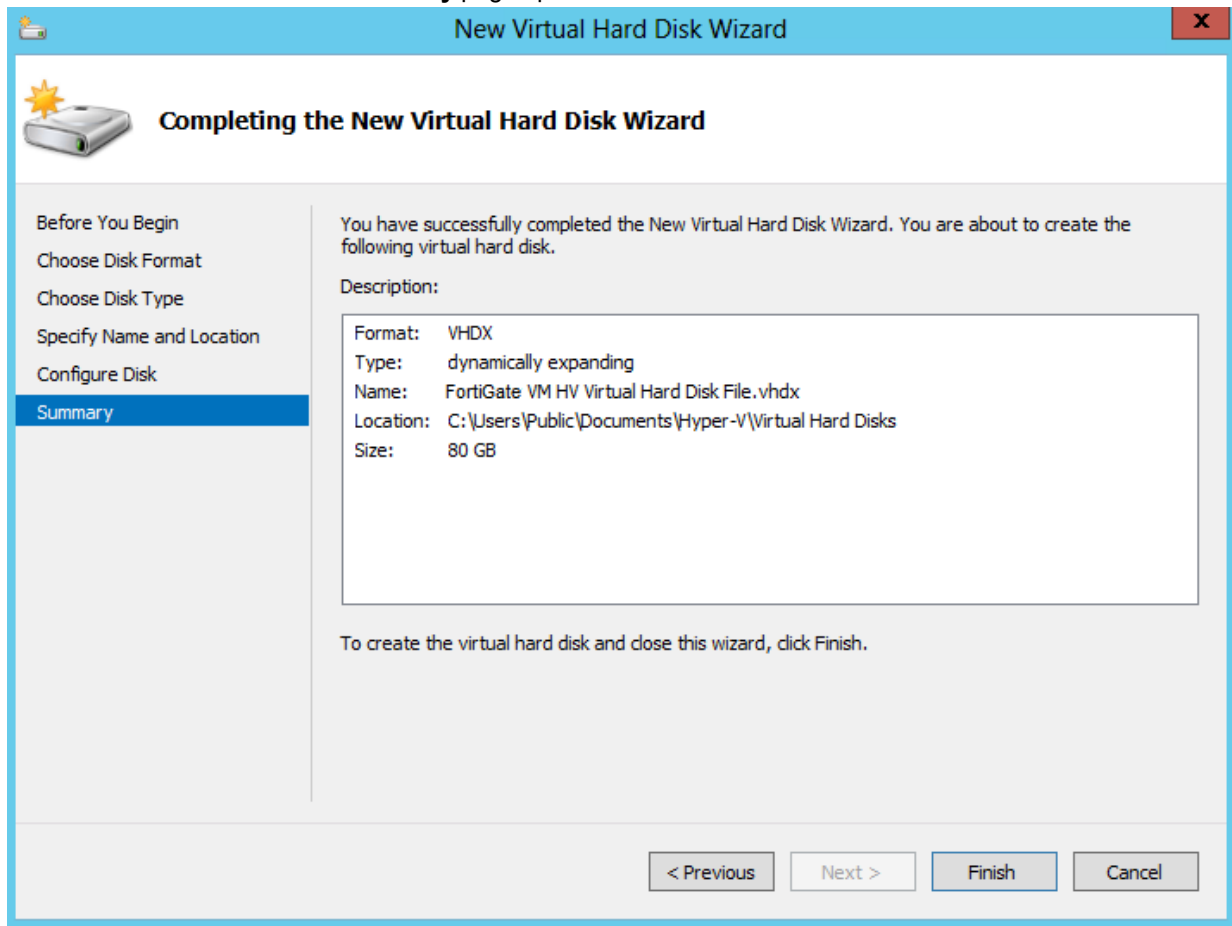 New Virtual Hard Disk Wizard
X
Completing the New Virtual Hard Disk Wizard
Before You Begin
Choose Disk Format
Choose Disk Type
Specify Name and Location
Configure Disk
Summary
You have successfully completed the New Virtual Hard Disk Wizard. You are about to create the
following virtual hard disk.
Description:
Format: VHDX
Type: dynamically expanding
Name: FortiGate VM HV Virtual Hard Disk File.vhdx
Location: C:\Users\Public\Documents\Hyper-V\Virtual Hard Disks
Size: 80 GB
To create the virtual hard disk and close this wizard, click Finish.
< Previous
Next >
Finish
Cancel